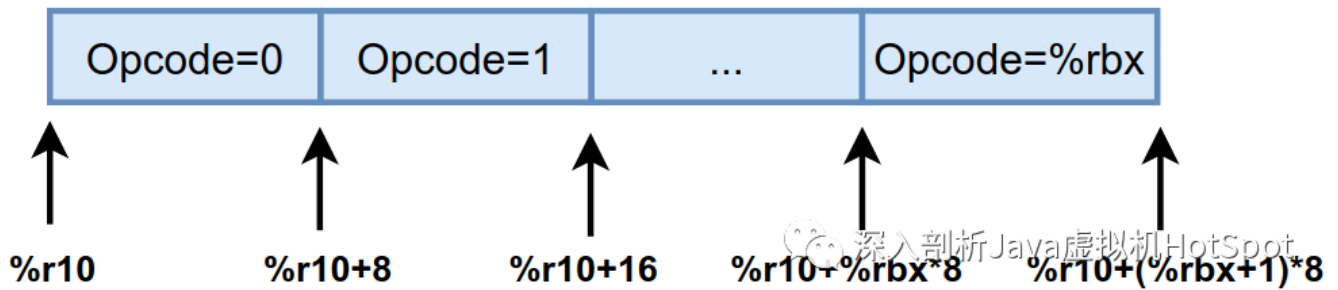 Opcode=0 Opcode=1 ... Opcode=%rbx
深入剖析Java虚拟机HotSpot
%r10 %r10+8 %r10+16 %r10+%rbx*8 %r10+(%rbx+1)*8